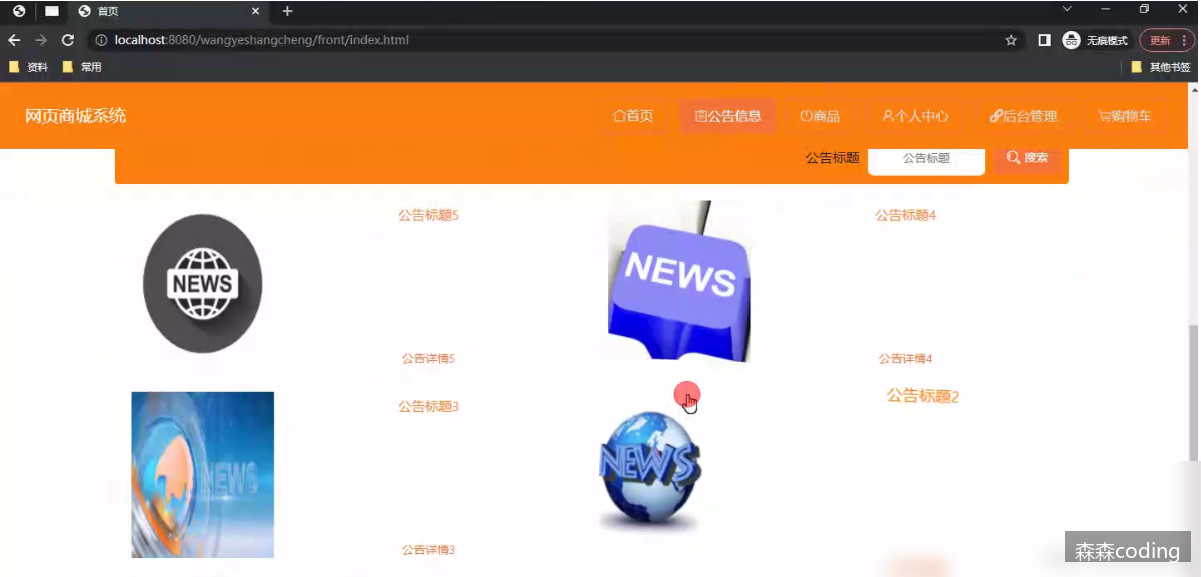 首页
localhost:8080/wangyeshangcheng/front/index.html
无痕模式
更新
资料
常用
其他书签
网页商城系统
首页
公告信息
商品
个人中心
后台管理
购物车
公告标题
公告标题
搜索
公告标题5
NEWS
公告详情5
公告标题4
NEWS
公告详情4
公告标题3
NEWS
公告详情3
公告标题2
NEWS
森森coding